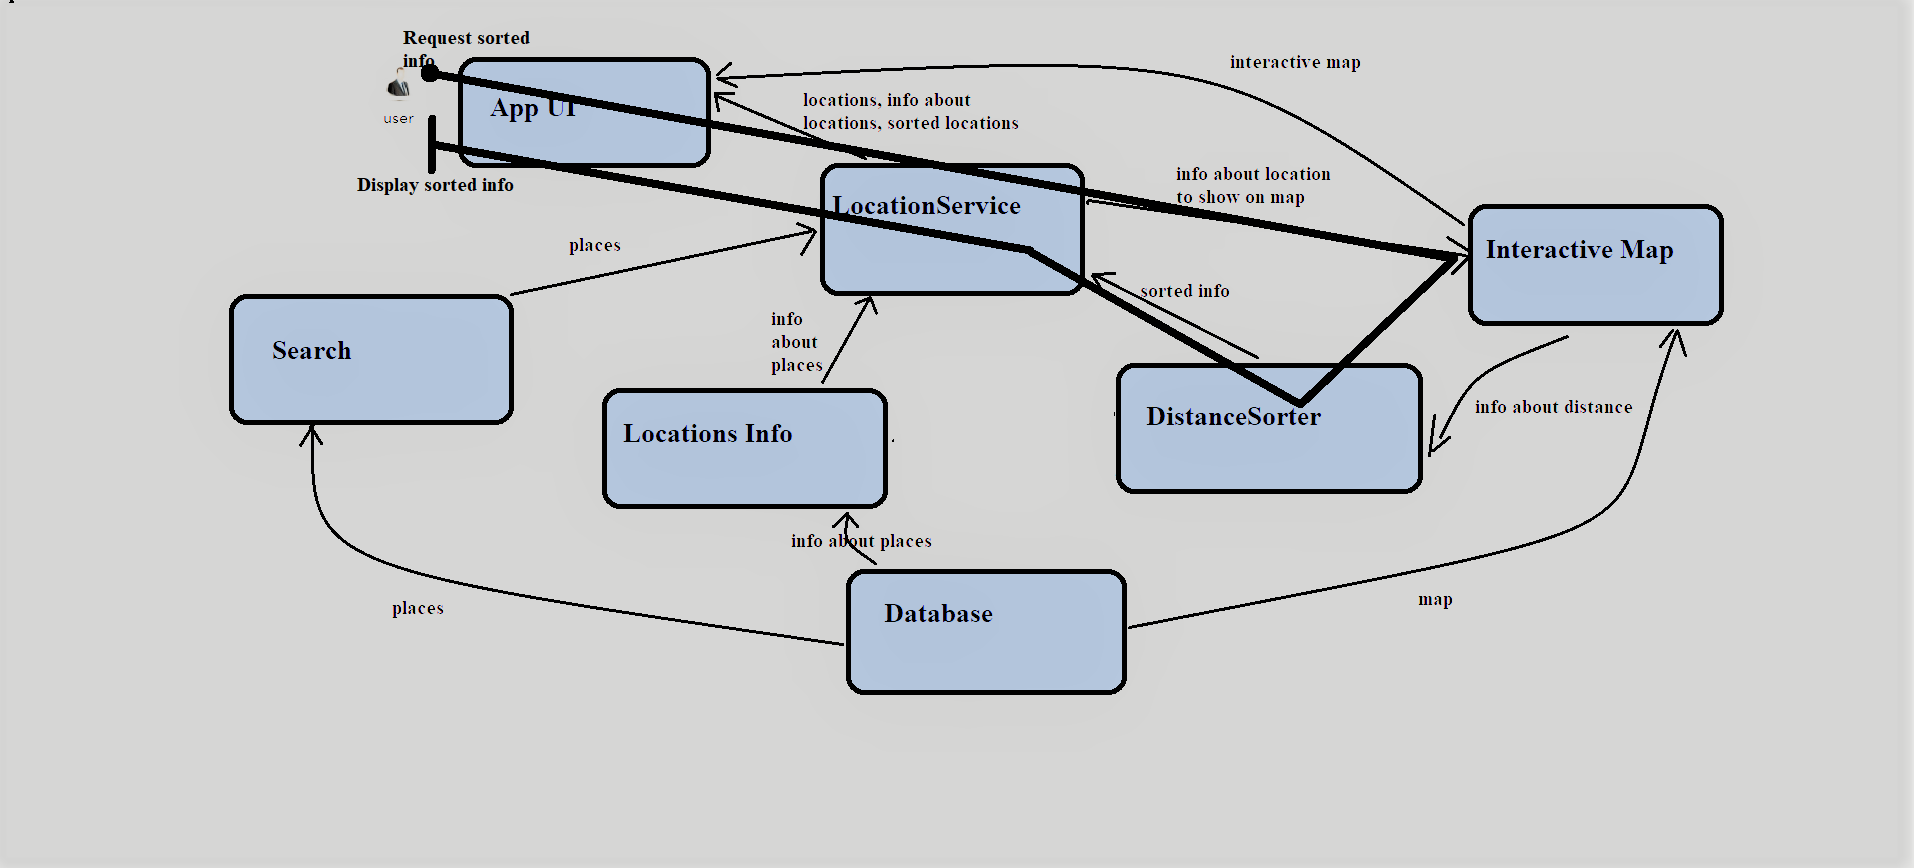 Request sorted
info
user
App UI
Display sorted info
interactive map
locations, info about
locations, sorted locations
info about location
to show on map
LocationService
Interactive Map
places
sorted info
Search
info
about
places
Locations Info
DistanceSorter
info about distance
info about places
Database
places
map